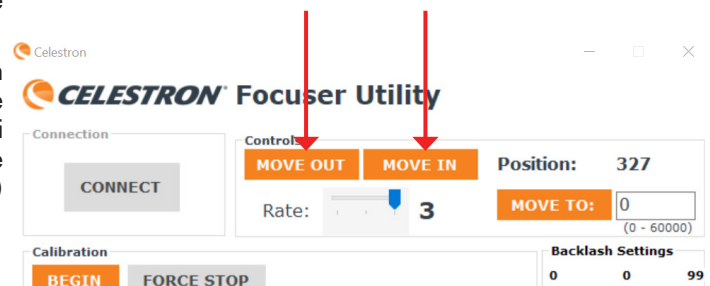 Celestron
CELESTRON Focuser Utility
Connection
CONNECT
Controls
MOVE OUT MOVE IN Position: 327
Rate: 3 MOVE TO: 0
(0 - 60000)
Calibration
BEGIN FORCE STOP
Backlash Settings
0 0 99